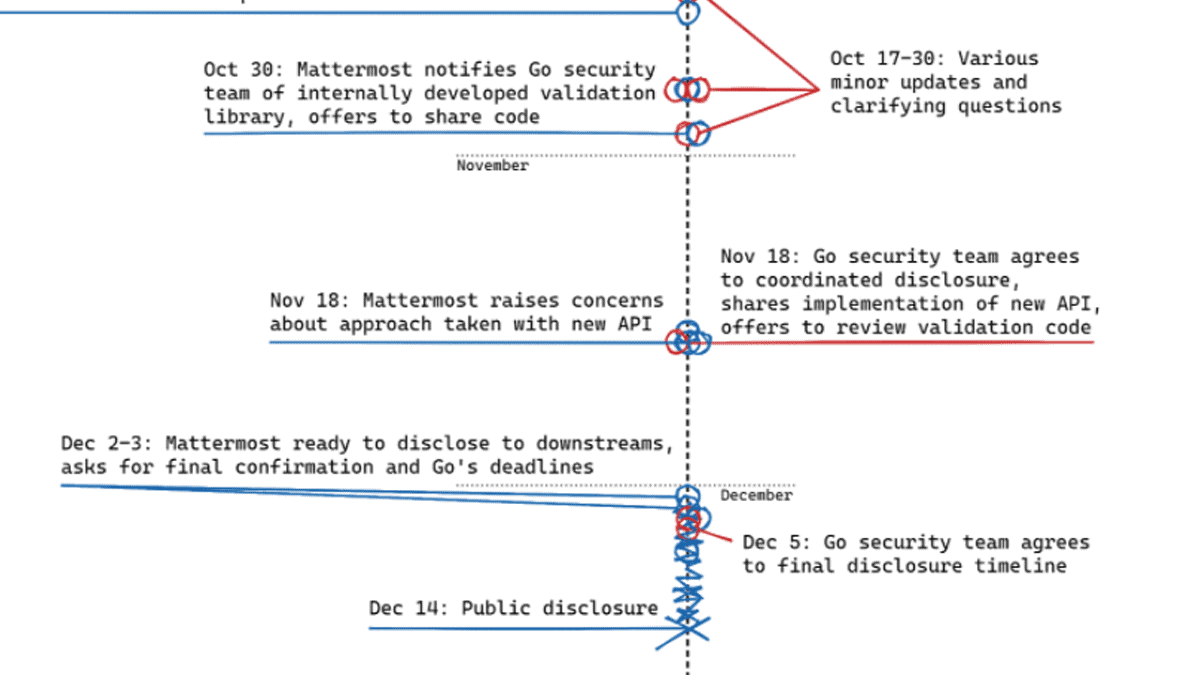 Oct 30: Mattermost notifies Go security
team of internally developed validation
library, offers to share code
Oct 17-30: Various
minor updates and
clarifying questions
November
Nov 18: Go security team agrees
to coordinated disclosure,
shares implementation of new API,
offers to review validation code
Nov 18: Mattermost raises concerns
about approach taken with new API
Dec 2-3: Mattermost ready to disclose to downstreams,
asks for final confirmation and Go's deadlines
December
Dec 5: Go security team agrees
to final disclosure timeline
Dec 14: Public disclosure